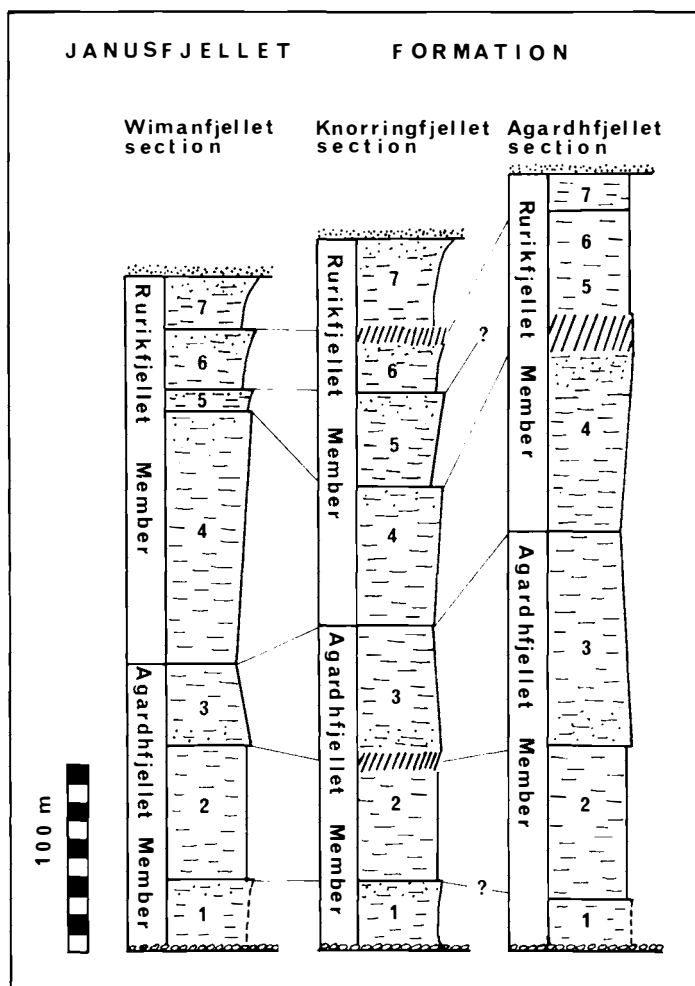 JANUSFJELLET FORMATION
Wimanfjellet section
Knorringfjellet section
Agardhfjellet section
Rurikfjellet Member
7
6
5
4
Agardhfjellet Member
3
2
1
Rurikfjellet Member
7
6
5
4
Agardhfjellet Member
3
2
1
Rurikfjellet Member
7
6
5
4
Agardhfjellet Member
3
2
1
?
?
100 m